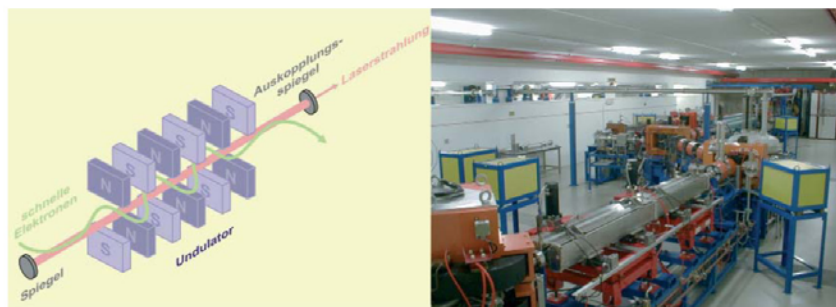 Auskopplungs-
spiegel
Laserstrahlung
S
N
S
N
S
N
S
N
S
N
schnelle
Elektronen
Undulator
Spiegel